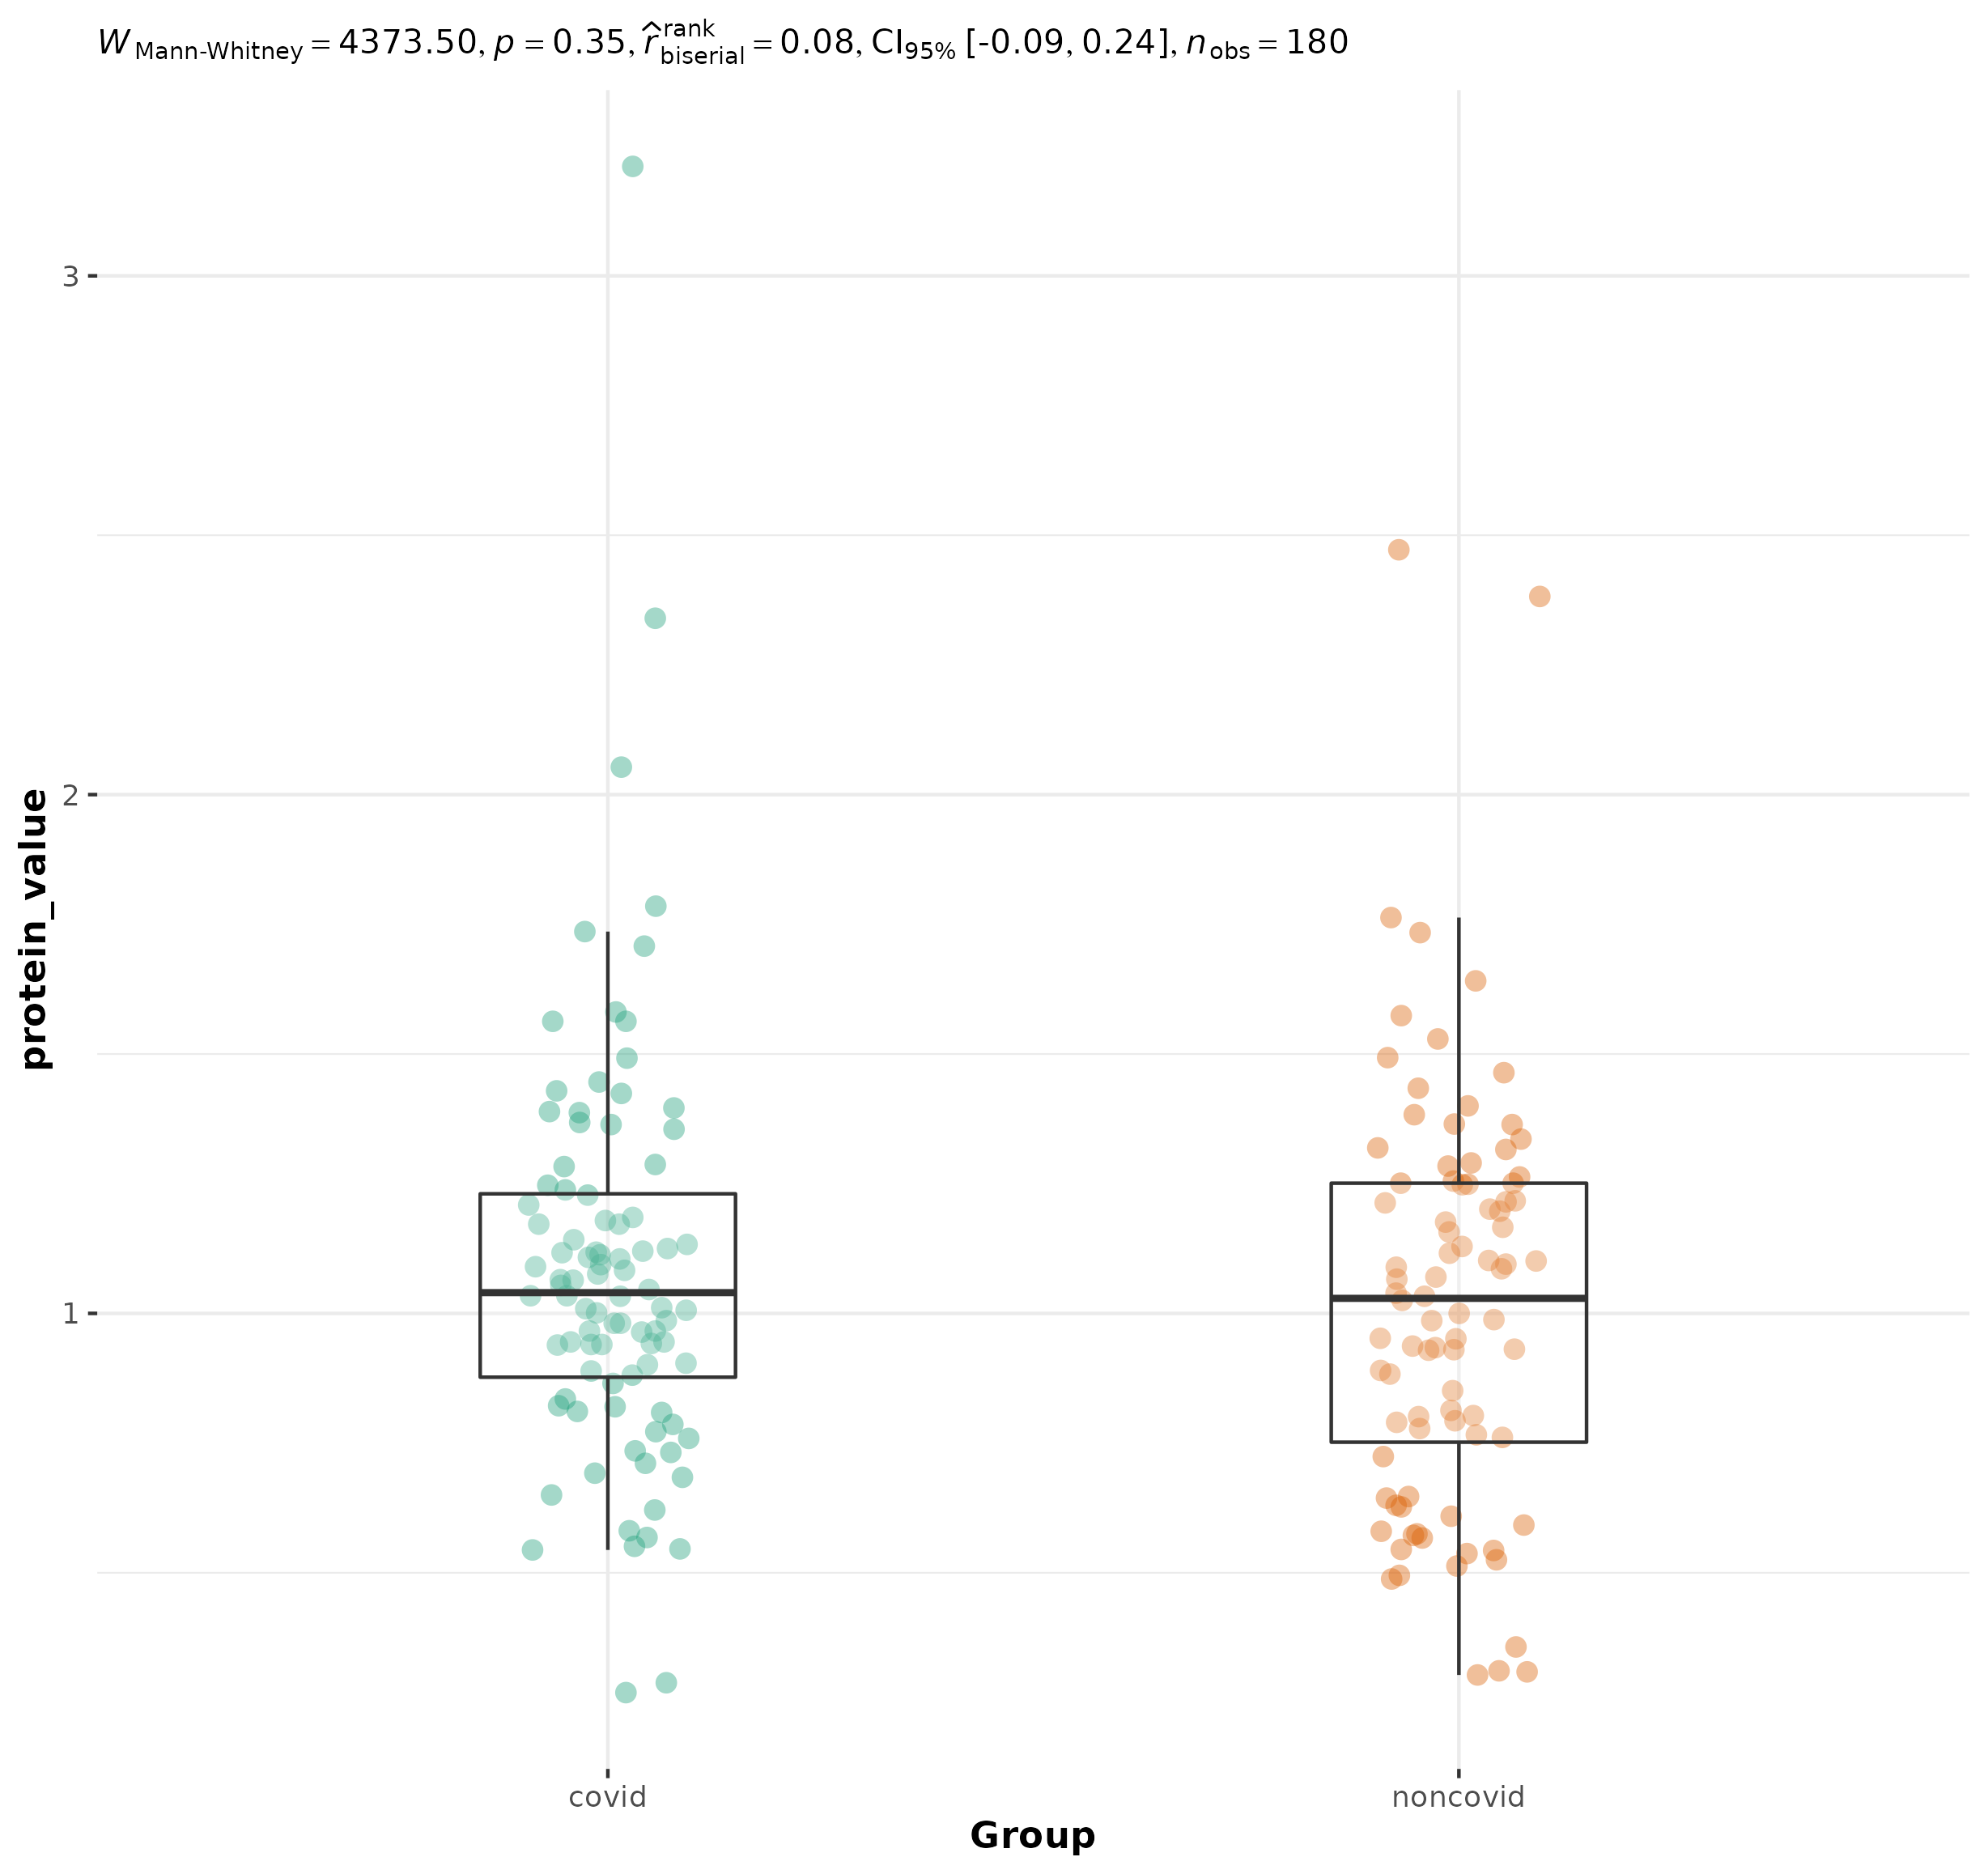 W Mann-Whitney = 4373.50, p = 0.35, r̂ rank biserial = 0.08, CI95% [-0.09, 0.24], nobs = 180
3
2
1
protein_value
covid noncovid
Group